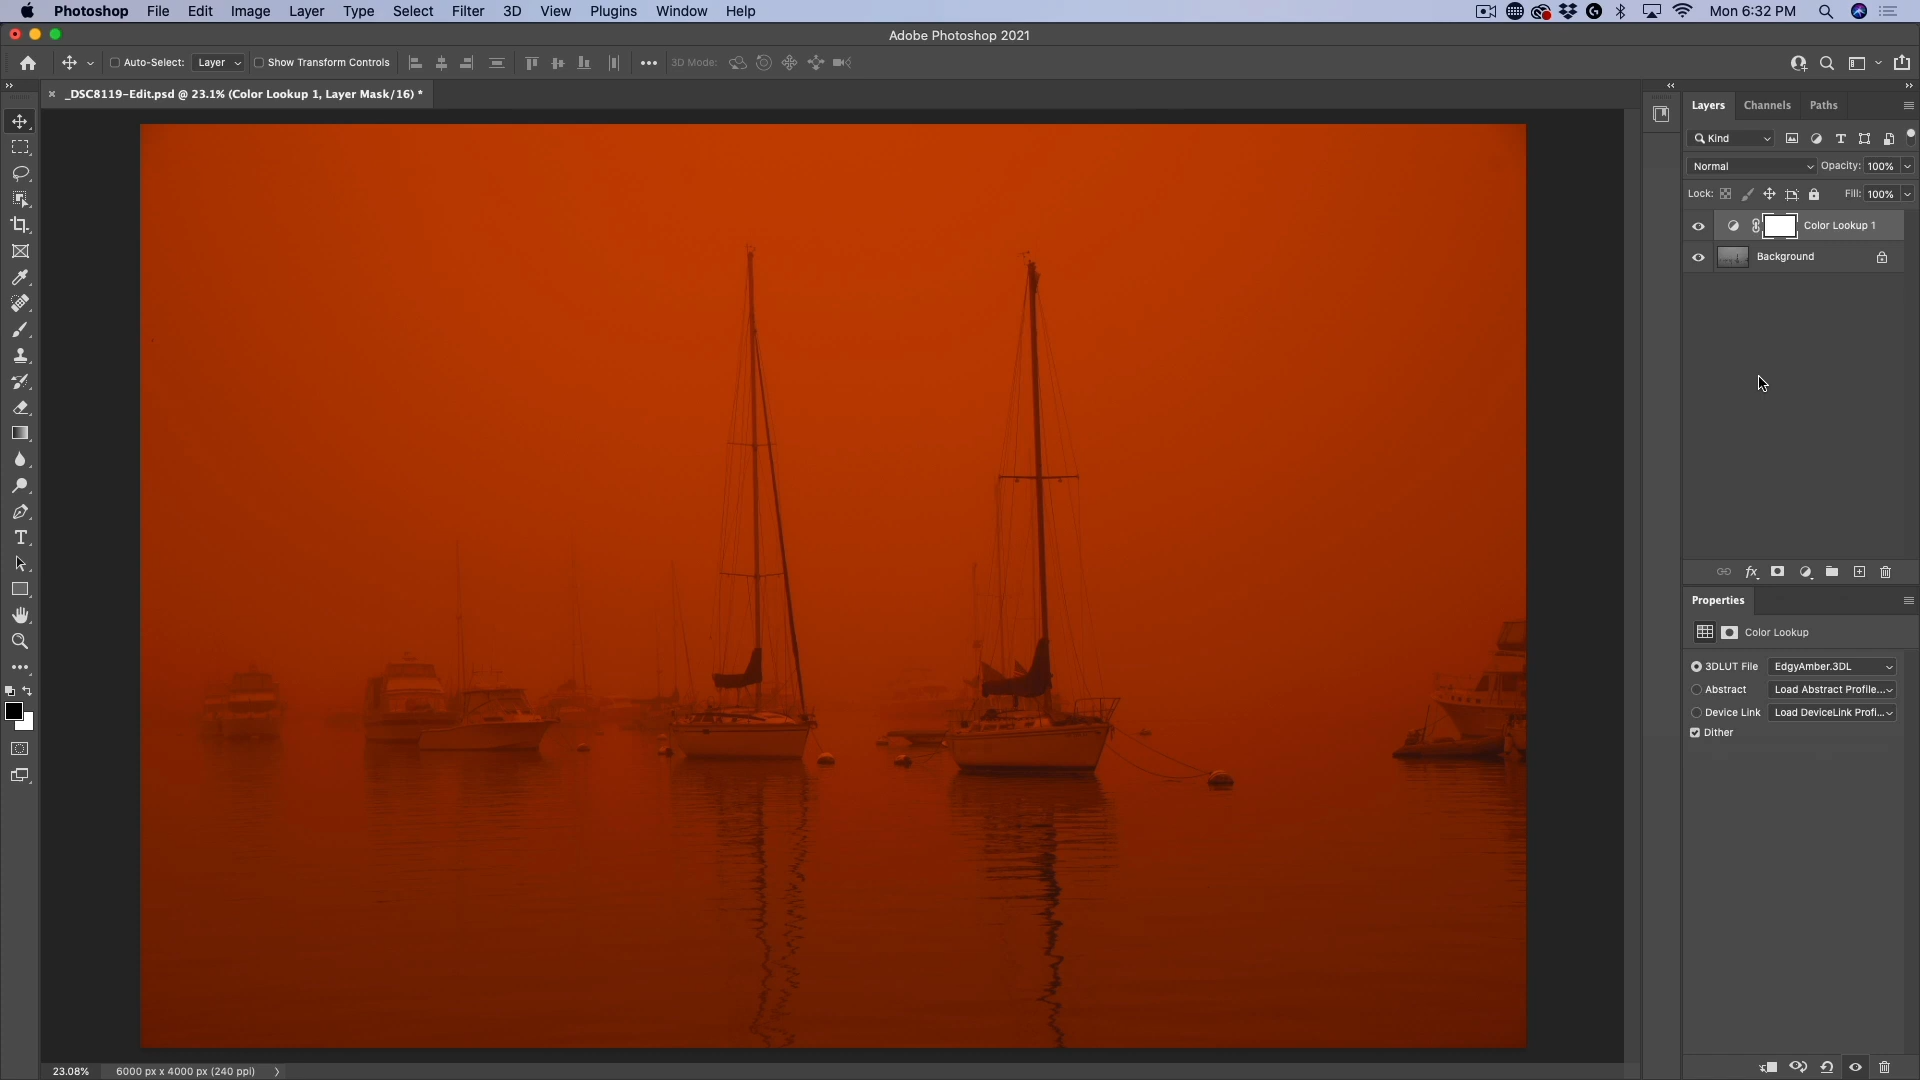 Photoshop File Edit Image Layer Type Select Filter 3D View Plugins Window Help Mon 6:32 PM
Adobe Photoshop 2021
Auto-Select: Layer Show Transform Controls 3D Mode:
_DSC8119-Edit.psd @ 23.1% (Color Lookup 1, Layer Mask/16) *
Layers Channels Paths
Kind
Normal Opacity: 100%
Lock: Fill: 100%
Color Lookup 1
Background
fx
Properties
Color Lookup
3DLUT File EdgyAmber.3DL
Abstract Load Abstract Profile...
Device Link Load DeviceLink Profi...
Dither
23.08% 6000 px x 4000 px (240 ppi)